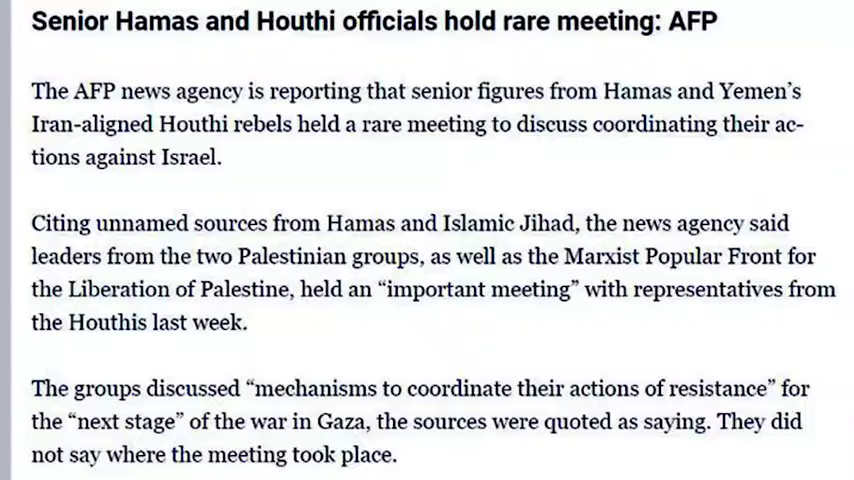 Senior Hamas and Houthi officials hold rare meeting: AFP
The AFP news agency is reporting that senior figures from Hamas and Yemen’s
Iran-aligned Houthi rebels held a rare meeting to discuss coordinating their ac-
tions against Israel.
Citing unnamed sources from Hamas and Islamic Jihad, the news agency said
leaders from the two Palestinian groups, as well as the Marxist Popular Front for
the Liberation of Palestine, held an “important meeting” with representatives from
the Houthis last week.
The groups discussed “mechanisms to coordinate their actions of resistance” for
the “next stage” of the war in Gaza, the sources were quoted as saying. They did
not say where the meeting took place.